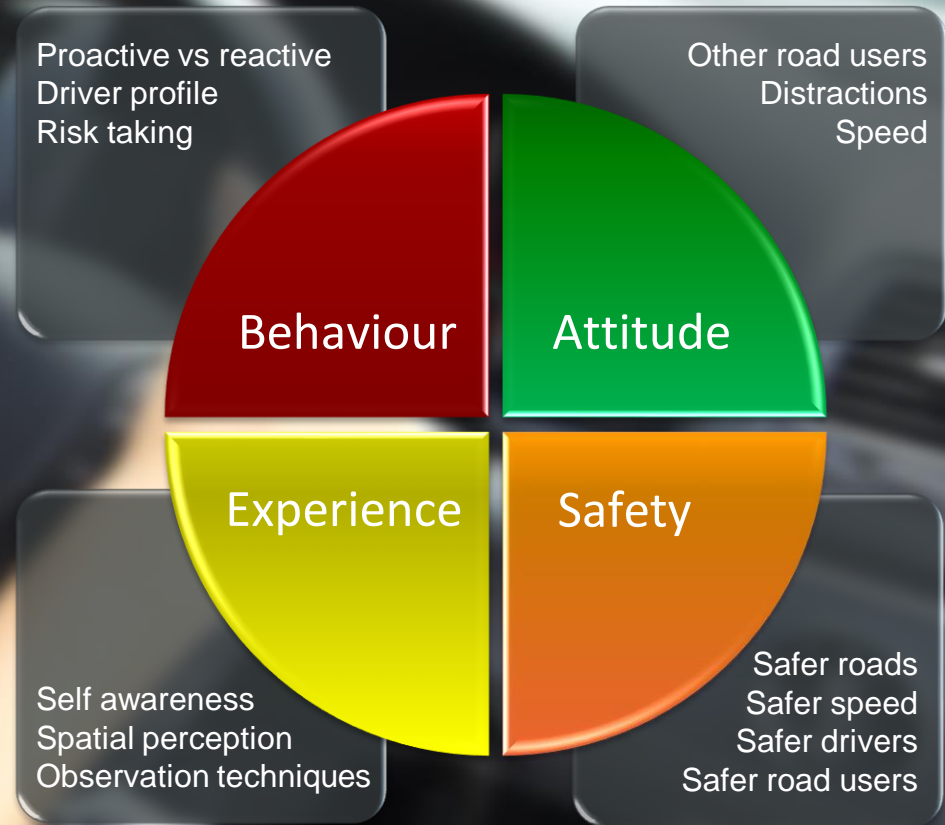 Proactive vs reactive
Driver profile
Risk taking
Other road users
Distractions
Speed
Behaviour
Attitude
Experience
Safety
Self awareness
Spatial perception
Observation techniques
Safer roads
Safer speed
Safer drivers
Safer road users